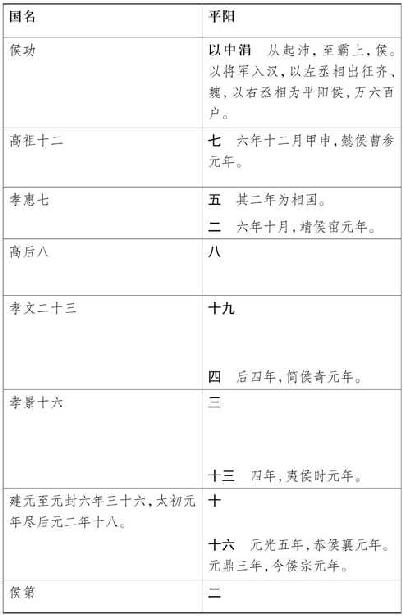 国名 平阳
侯功 以中涓 从起沛，至霸上，侯。
以将军入汉，以左丞相出征齐、
魏，以右丞相为平阳侯，万六百
户。
高祖十二 七 六年十二月甲申，懿侯曹参
元年。
孝惠七 五 其二年为相国。
二 六年十月，靖侯窋元年。
高后八 八
孝文二十三 十九
四 后四年，简侯奇元年。
孝景十六 三
十三 四年，夷侯时元年。
建元至元封六年三十六，太初元
年尽后元二年十八。 十
十六 元光五年，恭侯襄元年。
元鼎三年，今侯宗元年。
侯第 二